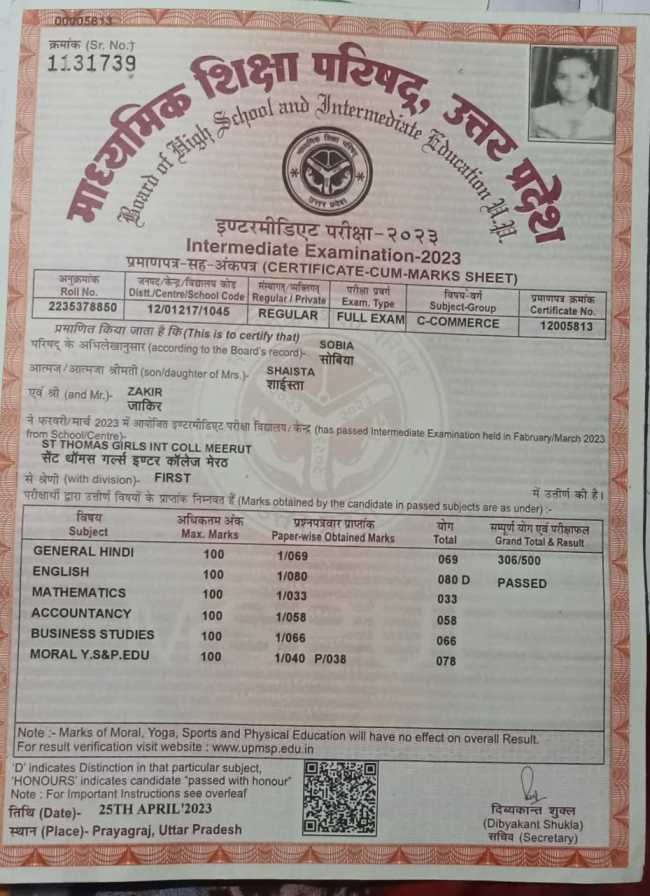 00005813
क्रमांक (Sr. No.)
1131739
माध्यमिक शिक्षा परिषद्, उत्तर प्रदेश
Board of High School and Intermediate Education U.P.
माध्यमिक शिक्षा परिषद
उत्तर प्रदेश
इण्टरमीडिएट परीक्षा-२०२३
Intermediate Examination-2023
प्रमाणपत्र-सह-अंकपत्र (CERTIFICATE-CUM-MARKS SHEET)
अनुक्रमांक जनपद/केन्द्र/विद्यालय कोड संस्थागत/व्यक्तिगत परीक्षा प्रवर्ग विषय-वर्ग प्रमाणपत्र क्रमांक
Roll No. Distt./Centre/School Code Regular / Private Exam. Type Subject-Group Certificate No.
2235378850 12/01217/1045 REGULAR FULL EXAM C-COMMERCE 12005813
प्रमाणित किया जाता है कि (This is to certify that)
परिषद के अभिलेखानुसार (according to the Board's record)- SOBIA
सोबिया
आत्मज/आत्मजा श्रीमती (son/daughter of Mrs.)- SHAISTA
शाईस्ता
एवं श्री (and Mr.)- ZAKIR
जाकिर
ने फरवरी/मार्च 2023 में आयोजित इण्टरमीडिएट परीक्षा विद्यालय/केन्द्र (has passed Intermediate Examination held in Fabruary/March 2023
from School/Centre)-
ST THOMAS GIRLS INT COLL MEERUT
सेंट थॉमस गर्ल्स इण्टर कॉलेज मेरठ
से श्रेणी (with division)- FIRST में उत्तीर्ण की है।
परीक्षार्थी द्वारा उत्तीर्ण विषयों के प्राप्तांक निम्नवत हैं (Marks obtained by the candidate in passed subjects are as under) :-
विषय अधिकतम अंक प्रश्नपत्रवार प्राप्तांक योग सम्पूर्ण योग एवं परीक्षाफल
Subject Max. Marks Paper-wise Obtained Marks Total Grand Total & Result
GENERAL HINDI 100 1/069 069 306/500
ENGLISH 100 1/080 080 D PASSED
MATHEMATICS 100 1/033 033
ACCOUNTANCY 100 1/058 058
BUSINESS STUDIES 100 1/066 066
MORAL Y.S&P.EDU 100 1/040 P/038 078
Note :- Marks of Moral, Yoga, Sports and Physical Education will have no effect on overall Result.
For result verification visit website : www.upmsp.edu.in
'D' indicates Distinction in that particular subject,
'HONOURS' indicates candidate "passed with honour"
Note : For Important Instructions see overleaf
तिथि (Date)- 25TH APRIL'2023
स्थान (Place)- Prayagraj, Uttar Pradesh
दिब्यकान्त शुक्ल
(Dibyakant Shukla)
सचिव (Secretary)